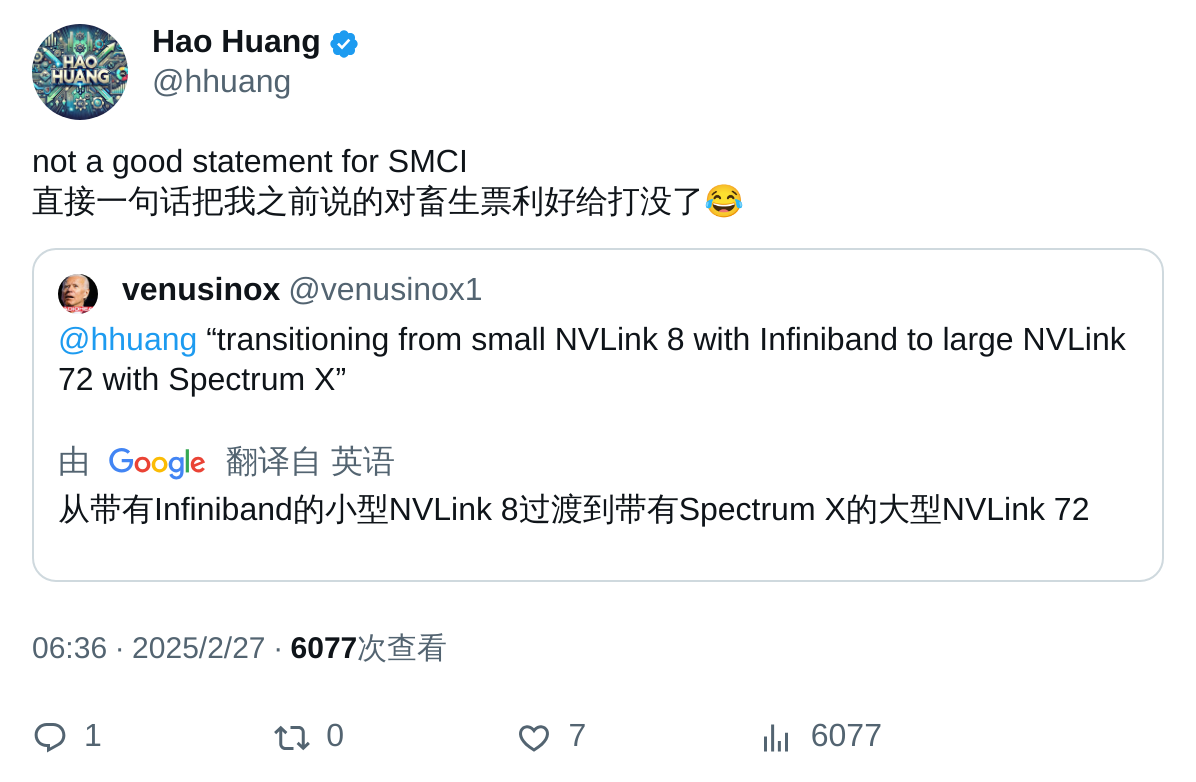 HAO
HUANG
Hao Huang
@hhuang
not a good statement for SMCI
直接一句话把我之前说的对畜生票利好给打没了😂
venusinox @venusinox1
@hhuang “transitioning from small NVLink 8 with Infiniband to large NVLink
72 with Spectrum X”
由 Google 翻译自 英语
从带有Infiniband的小型NVLink 8过渡到带有Spectrum X的大型NVLink 72
06:36 · 2025/2/27 · 6077次查看
1 0 7 6077